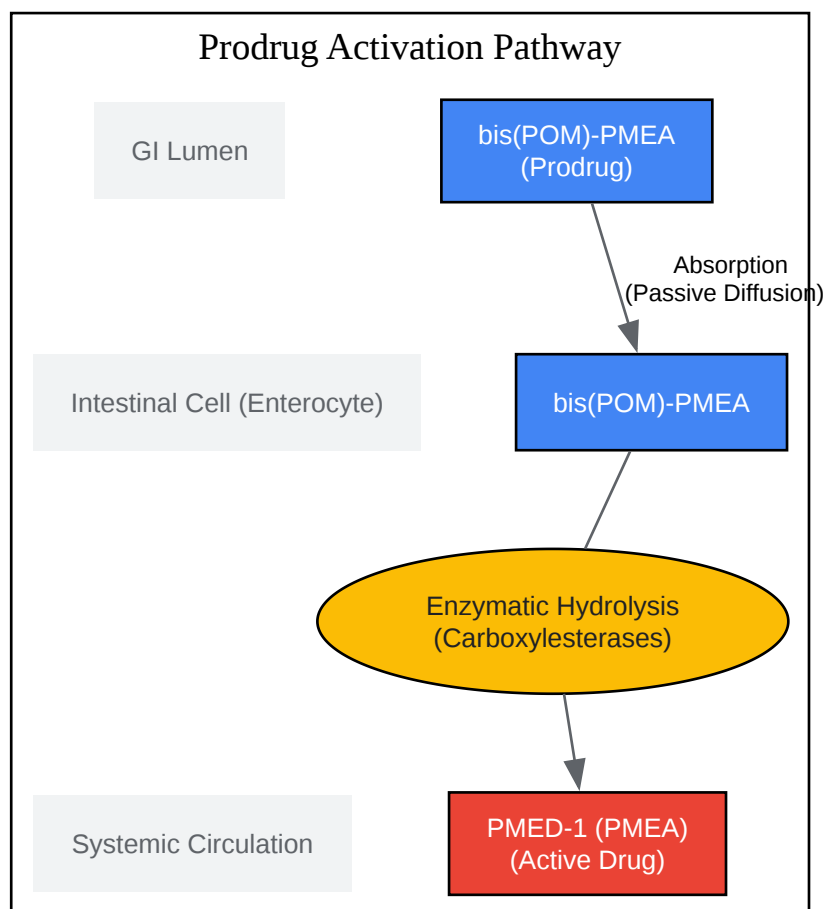 Prodrug Activation Pathway
GI Lumen
bis(POM)-PMEA
(Prodrug)
Absorption
(Passive Diffusion)
Intestinal Cell (Enterocyte)
bis(POM)-PMEA
Enzymatic Hydrolysis
(Carboxylesterases)
Systemic Circulation
PMED-1 (PMEA)
(Active Drug)